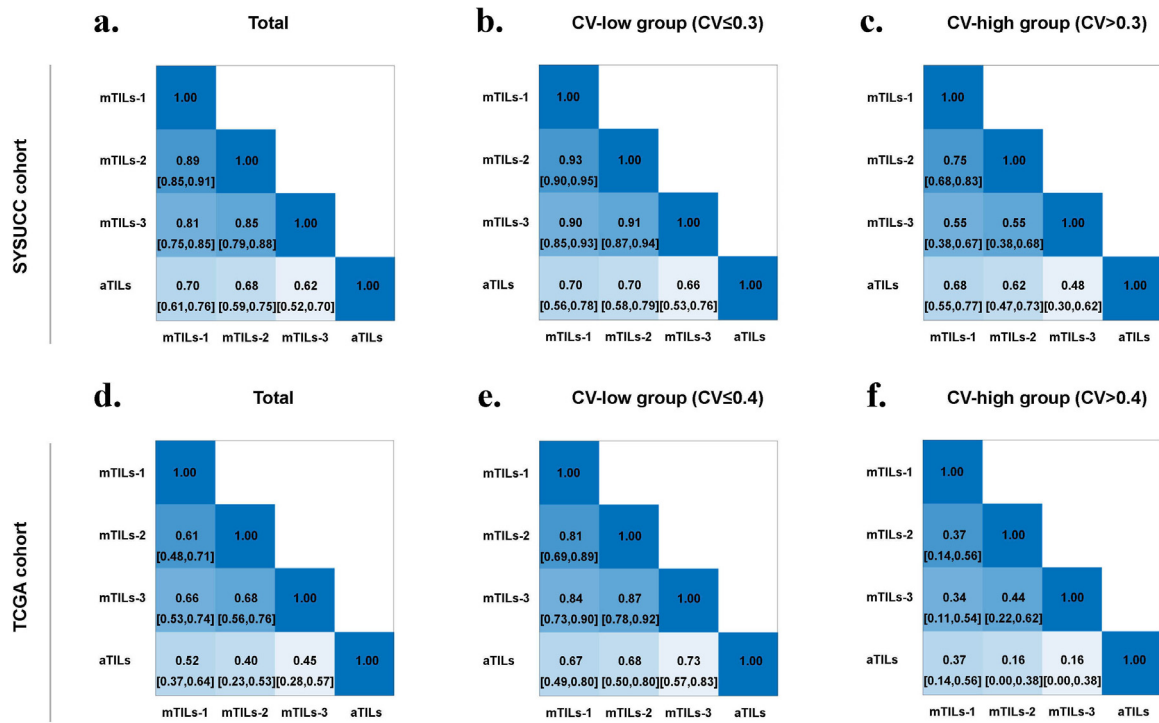 a. Total
b. CV-low group (CV≤0.3)
c. CV-high group (CV>0.3)
SYSUCC cohort
mTILs-1 1.00
mTILs-2 0.89 1.00
[0.85,0.91]
mTILs-3 0.81 0.85 1.00
[0.75,0.85] [0.79,0.88]
aTILs 0.70 0.68 0.62 1.00
[0.61,0.76] [0.59,0.75] [0.52,0.70]
mTILs-1 mTILs-2 mTILs-3 aTILs
mTILs-1 1.00
mTILs-2 0.93 1.00
[0.90,0.95]
mTILs-3 0.90 0.91 1.00
[0.85,0.93] [0.87,0.94]
aTILs 0.70 0.70 0.66 1.00
[0.56,0.78] [0.58,0.79] [0.53,0.76]
mTILs-1 mTILs-2 mTILs-3 aTILs
mTILs-1 1.00
mTILs-2 0.75 1.00
[0.68,0.83]
mTILs-3 0.55 0.55 1.00
[0.38,0.67] [0.38,0.68]
aTILs 0.68 0.62 0.48 1.00
[0.55,0.77] [0.47,0.73] [0.30,0.62]
mTILs-1 mTILs-2 mTILs-3 aTILs
d. Total
e. CV-low group (CV≤0.4)
f. CV-high group (CV>0.4)
TCGA cohort
mTILs-1 1.00
mTILs-2 0.61 1.00
[0.48,0.71]
mTILs-3 0.66 0.68 1.00
[0.53,0.74] [0.56,0.76]
aTILs 0.52 0.40 0.45 1.00
[0.37,0.64] [0.23,0.53] [0.28,0.57]
mTILs-1 mTILs-2 mTILs-3 aTILs
mTILs-1 1.00
mTILs-2 0.81 1.00
[0.69,0.89]
mTILs-3 0.84 0.87 1.00
[0.73,0.90] [0.78,0.92]
aTILs 0.67 0.68 0.73 1.00
[0.49,0.80] [0.50,0.80] [0.57,0.83]
mTILs-1 mTILs-2 mTILs-3 aTILs
mTILs-1 1.00
mTILs-2 0.37 1.00
[0.14,0.56]
mTILs-3 0.34 0.44 1.00
[0.11,0.54] [0.22,0.62]
aTILs 0.37 0.16 0.16 1.00
[0.14,0.56] [0.00,0.38] [0.00,0.38]
mTILs-1 mTILs-2 mTILs-3 aTILs